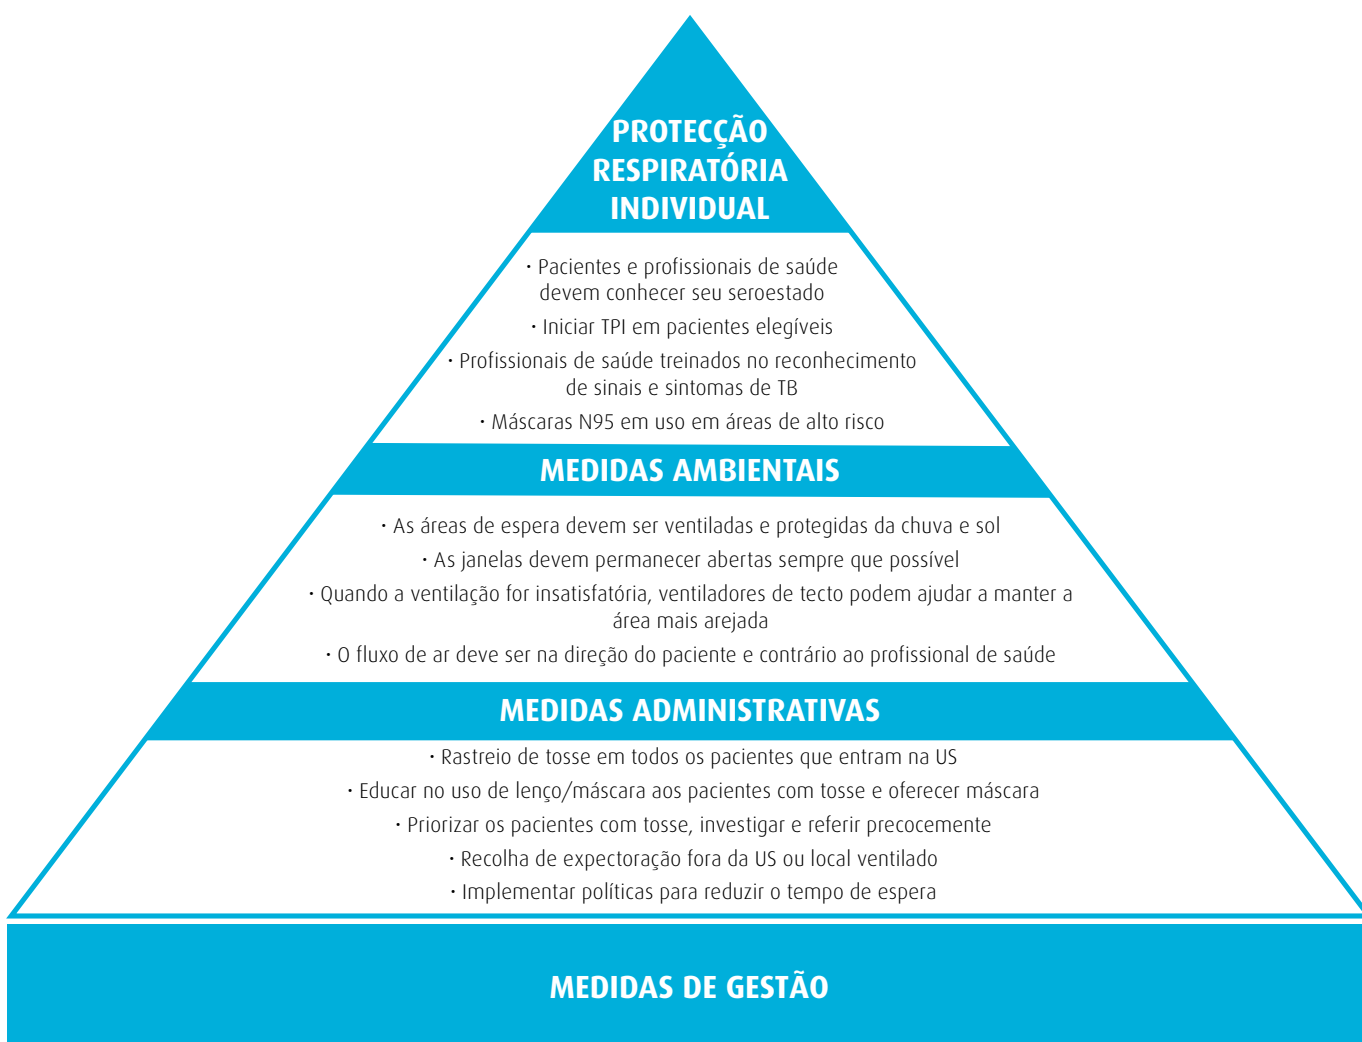 PROTECÇÃO
RESPIRATÓRIA
INDIVIDUAL
• Pacientes e profissionais de saúde
devem conhecer seu seroestado
• Iniciar TPI em pacientes elegíveis
• Profissionais de saúde treinados no reconhecimento
de sinais e sintomas de TB
• Máscaras N95 em uso em áreas de alto risco
MEDIDAS AMBIENTAIS
• As áreas de espera devem ser ventiladas e protegidas da chuva e sol
• As janelas devem permanecer abertas sempre que possível
• Quando a ventilação for insatisfatória, ventiladores de tecto podem ajudar a manter a
área mais arejada
• O fluxo de ar deve ser na direção do paciente e contrário ao profissional de saúde
MEDIDAS ADMINISTRATIVAS
• Rastreio de tosse em todos os pacientes que entram na US
• Educar no uso de lenço/máscara aos pacientes com tosse e oferecer máscara
• Priorizar os pacientes com tosse, investigar e referir precocemente
• Recolha de expectoração fora da US ou local ventilado
• Implementar políticas para reduzir o tempo de espera
MEDIDAS DE GESTÃO